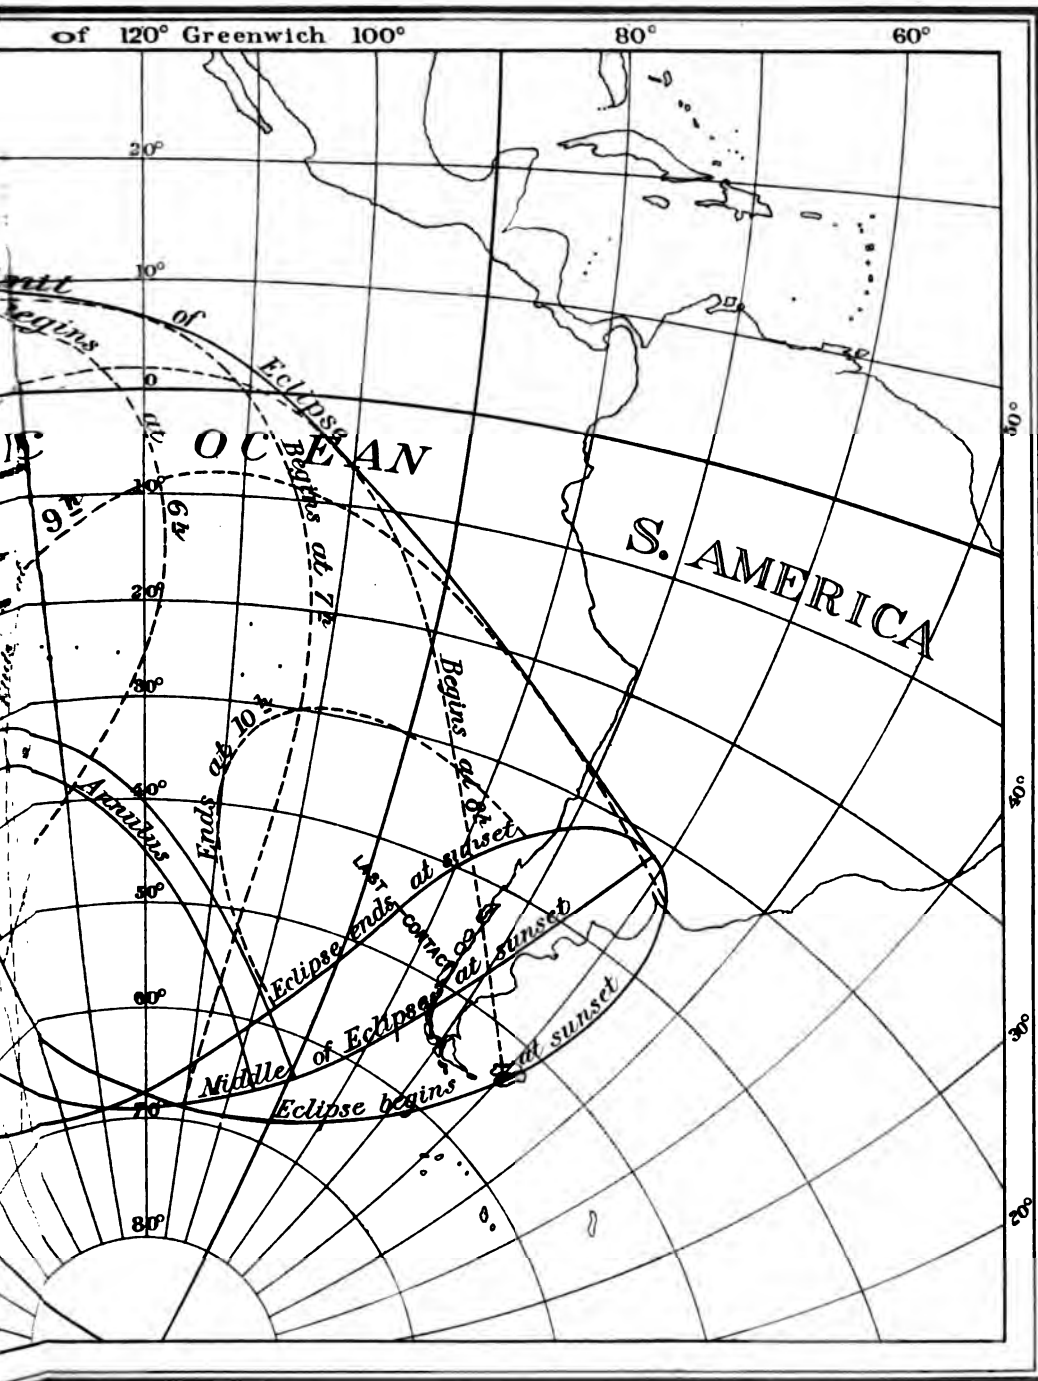 of 120° Greenwich 100° 80° 60°
20°
10°
of
Eclipse
begins
0
at
6h
IC OCEAN
Begins at 7h
10°
9h
S. AMERICA
50°
20°
30°
Begins at 8h
Ends at 10h
40°
40°
Annulus
50°
LAST
CONTACT
Eclipse ends at sunset
60°
Middle of Eclipse at sunset
Eclipse begins at sunset
30°
70
80°
20°